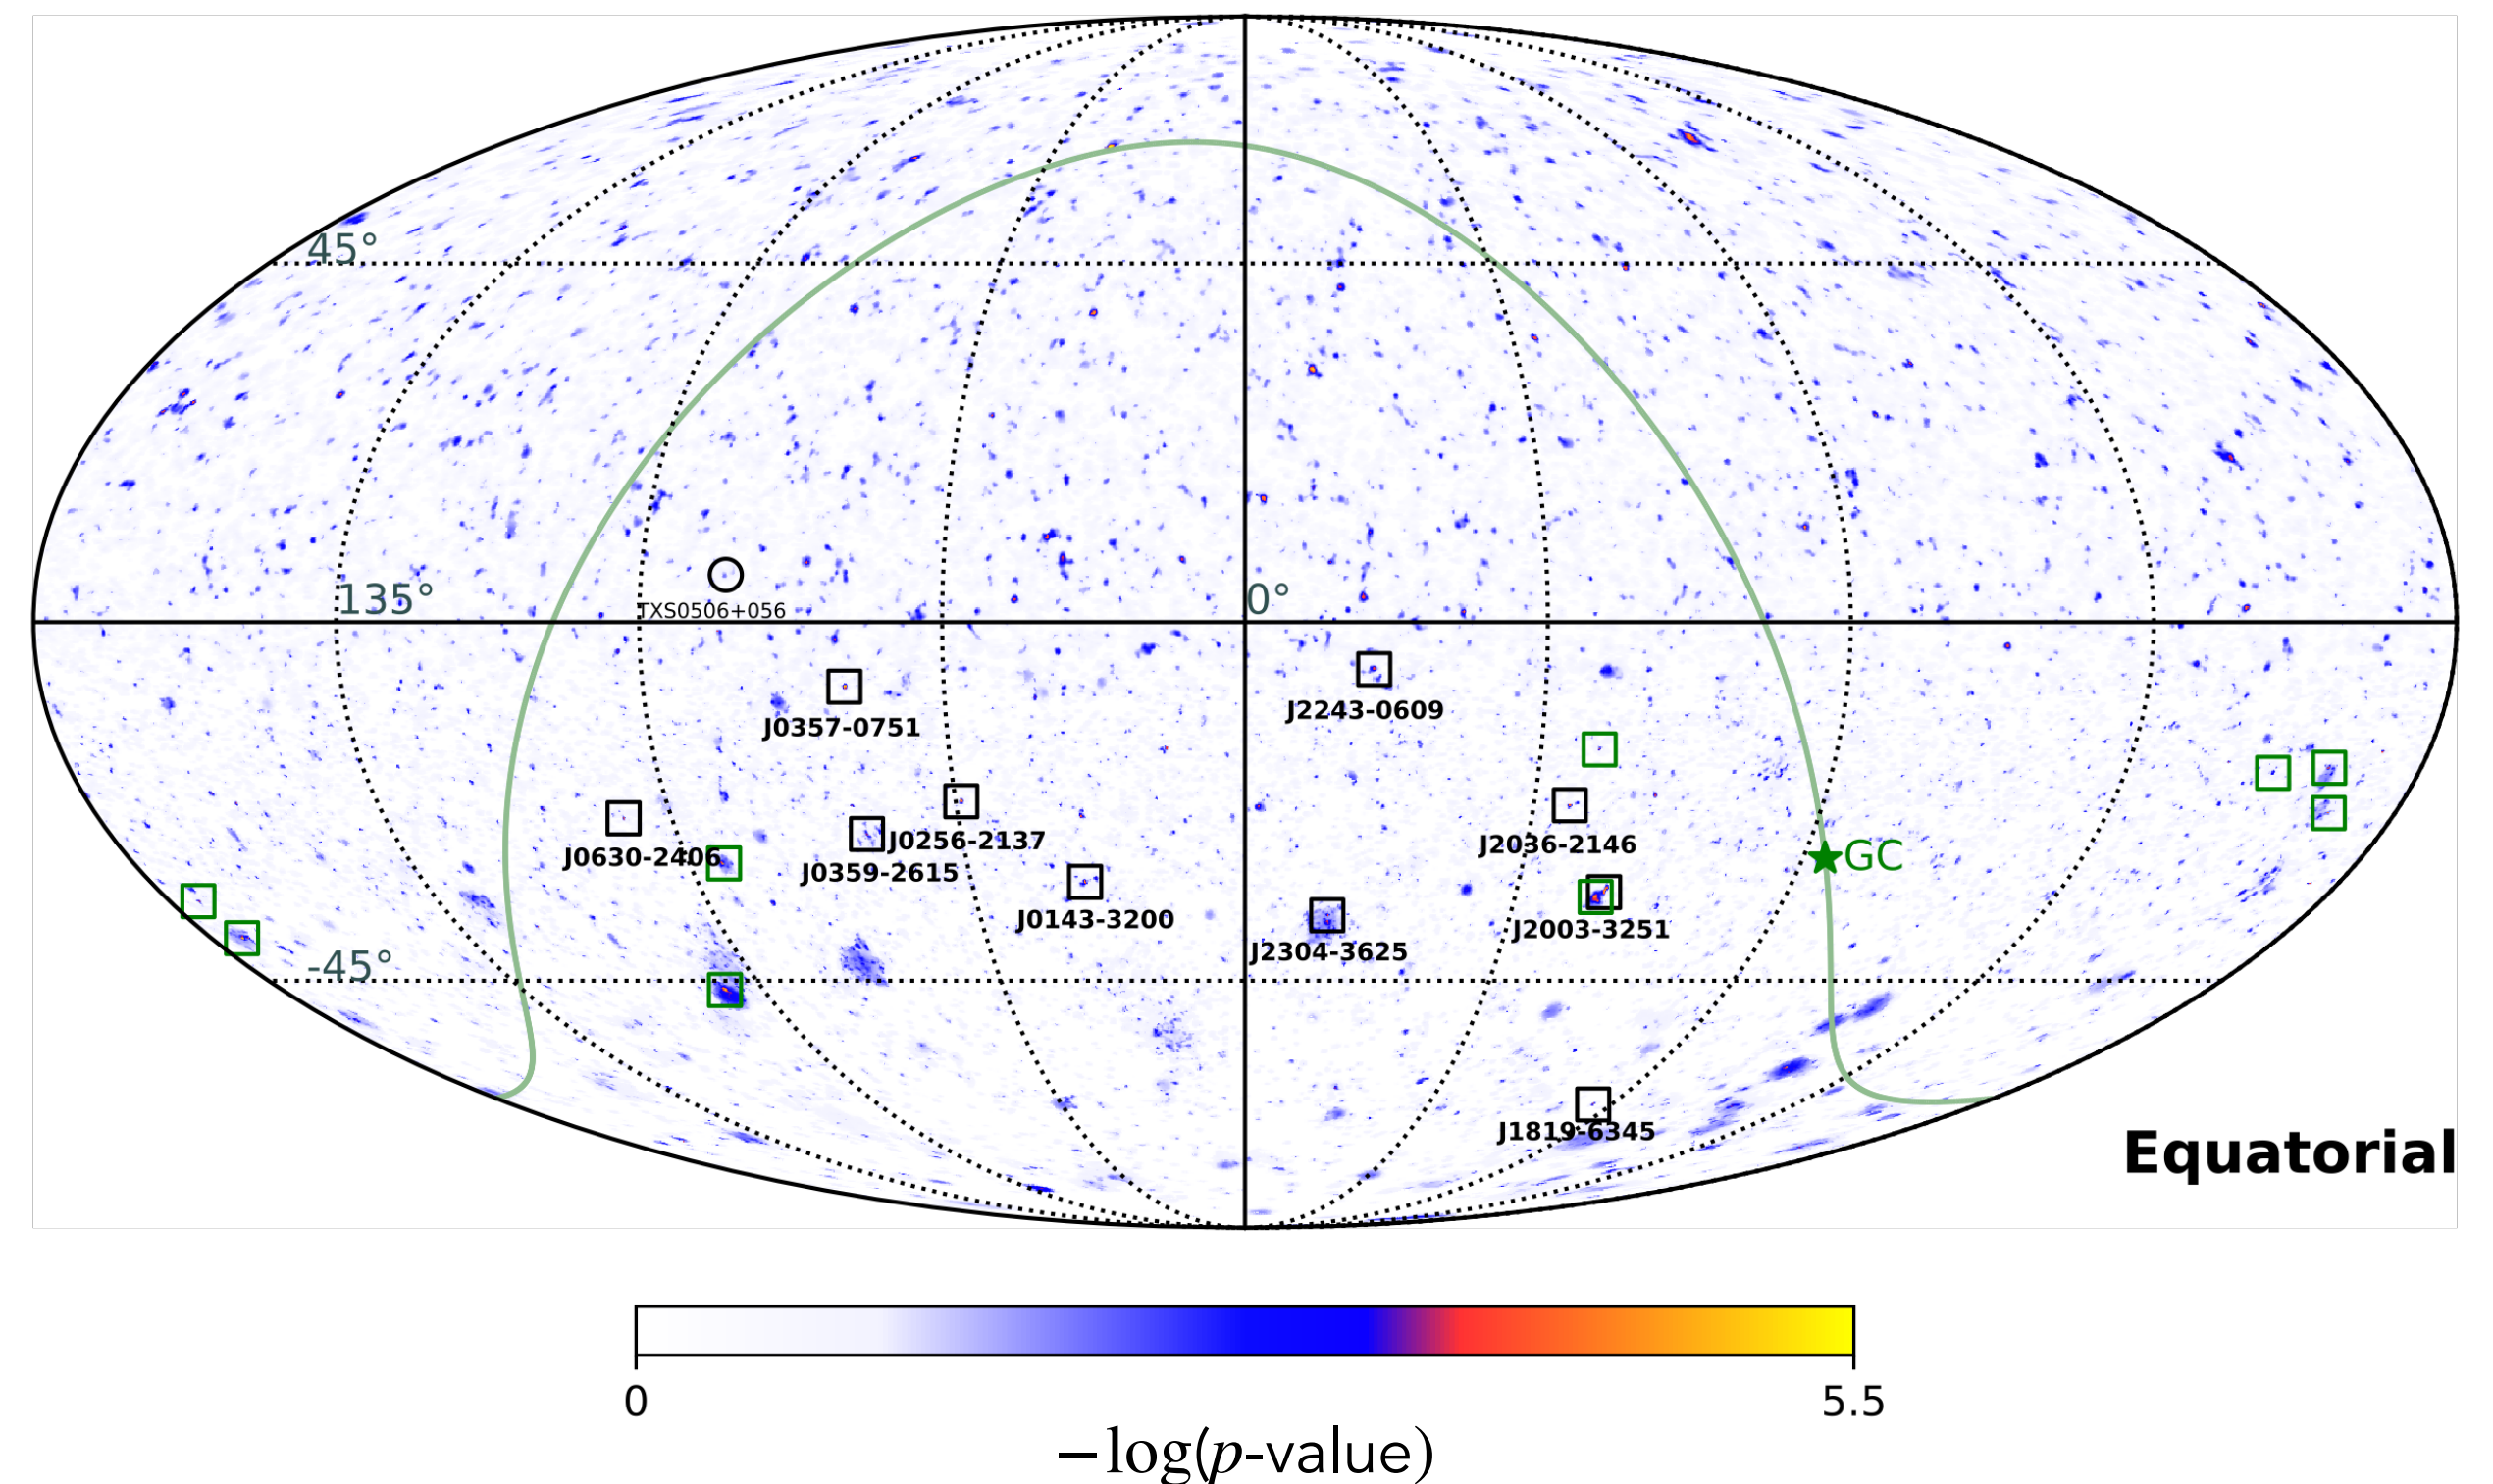 45°
135°
0°
TXS0506+056
J2243-0609
J0357-0751
J0256-2137
J2036-2146
J0630-2406
GC
J0359-2615
J0143-3200
J2003-3251
J2304-3625
-45°
J1819-6345
Equatorial
0
5.5
−log(p-value)